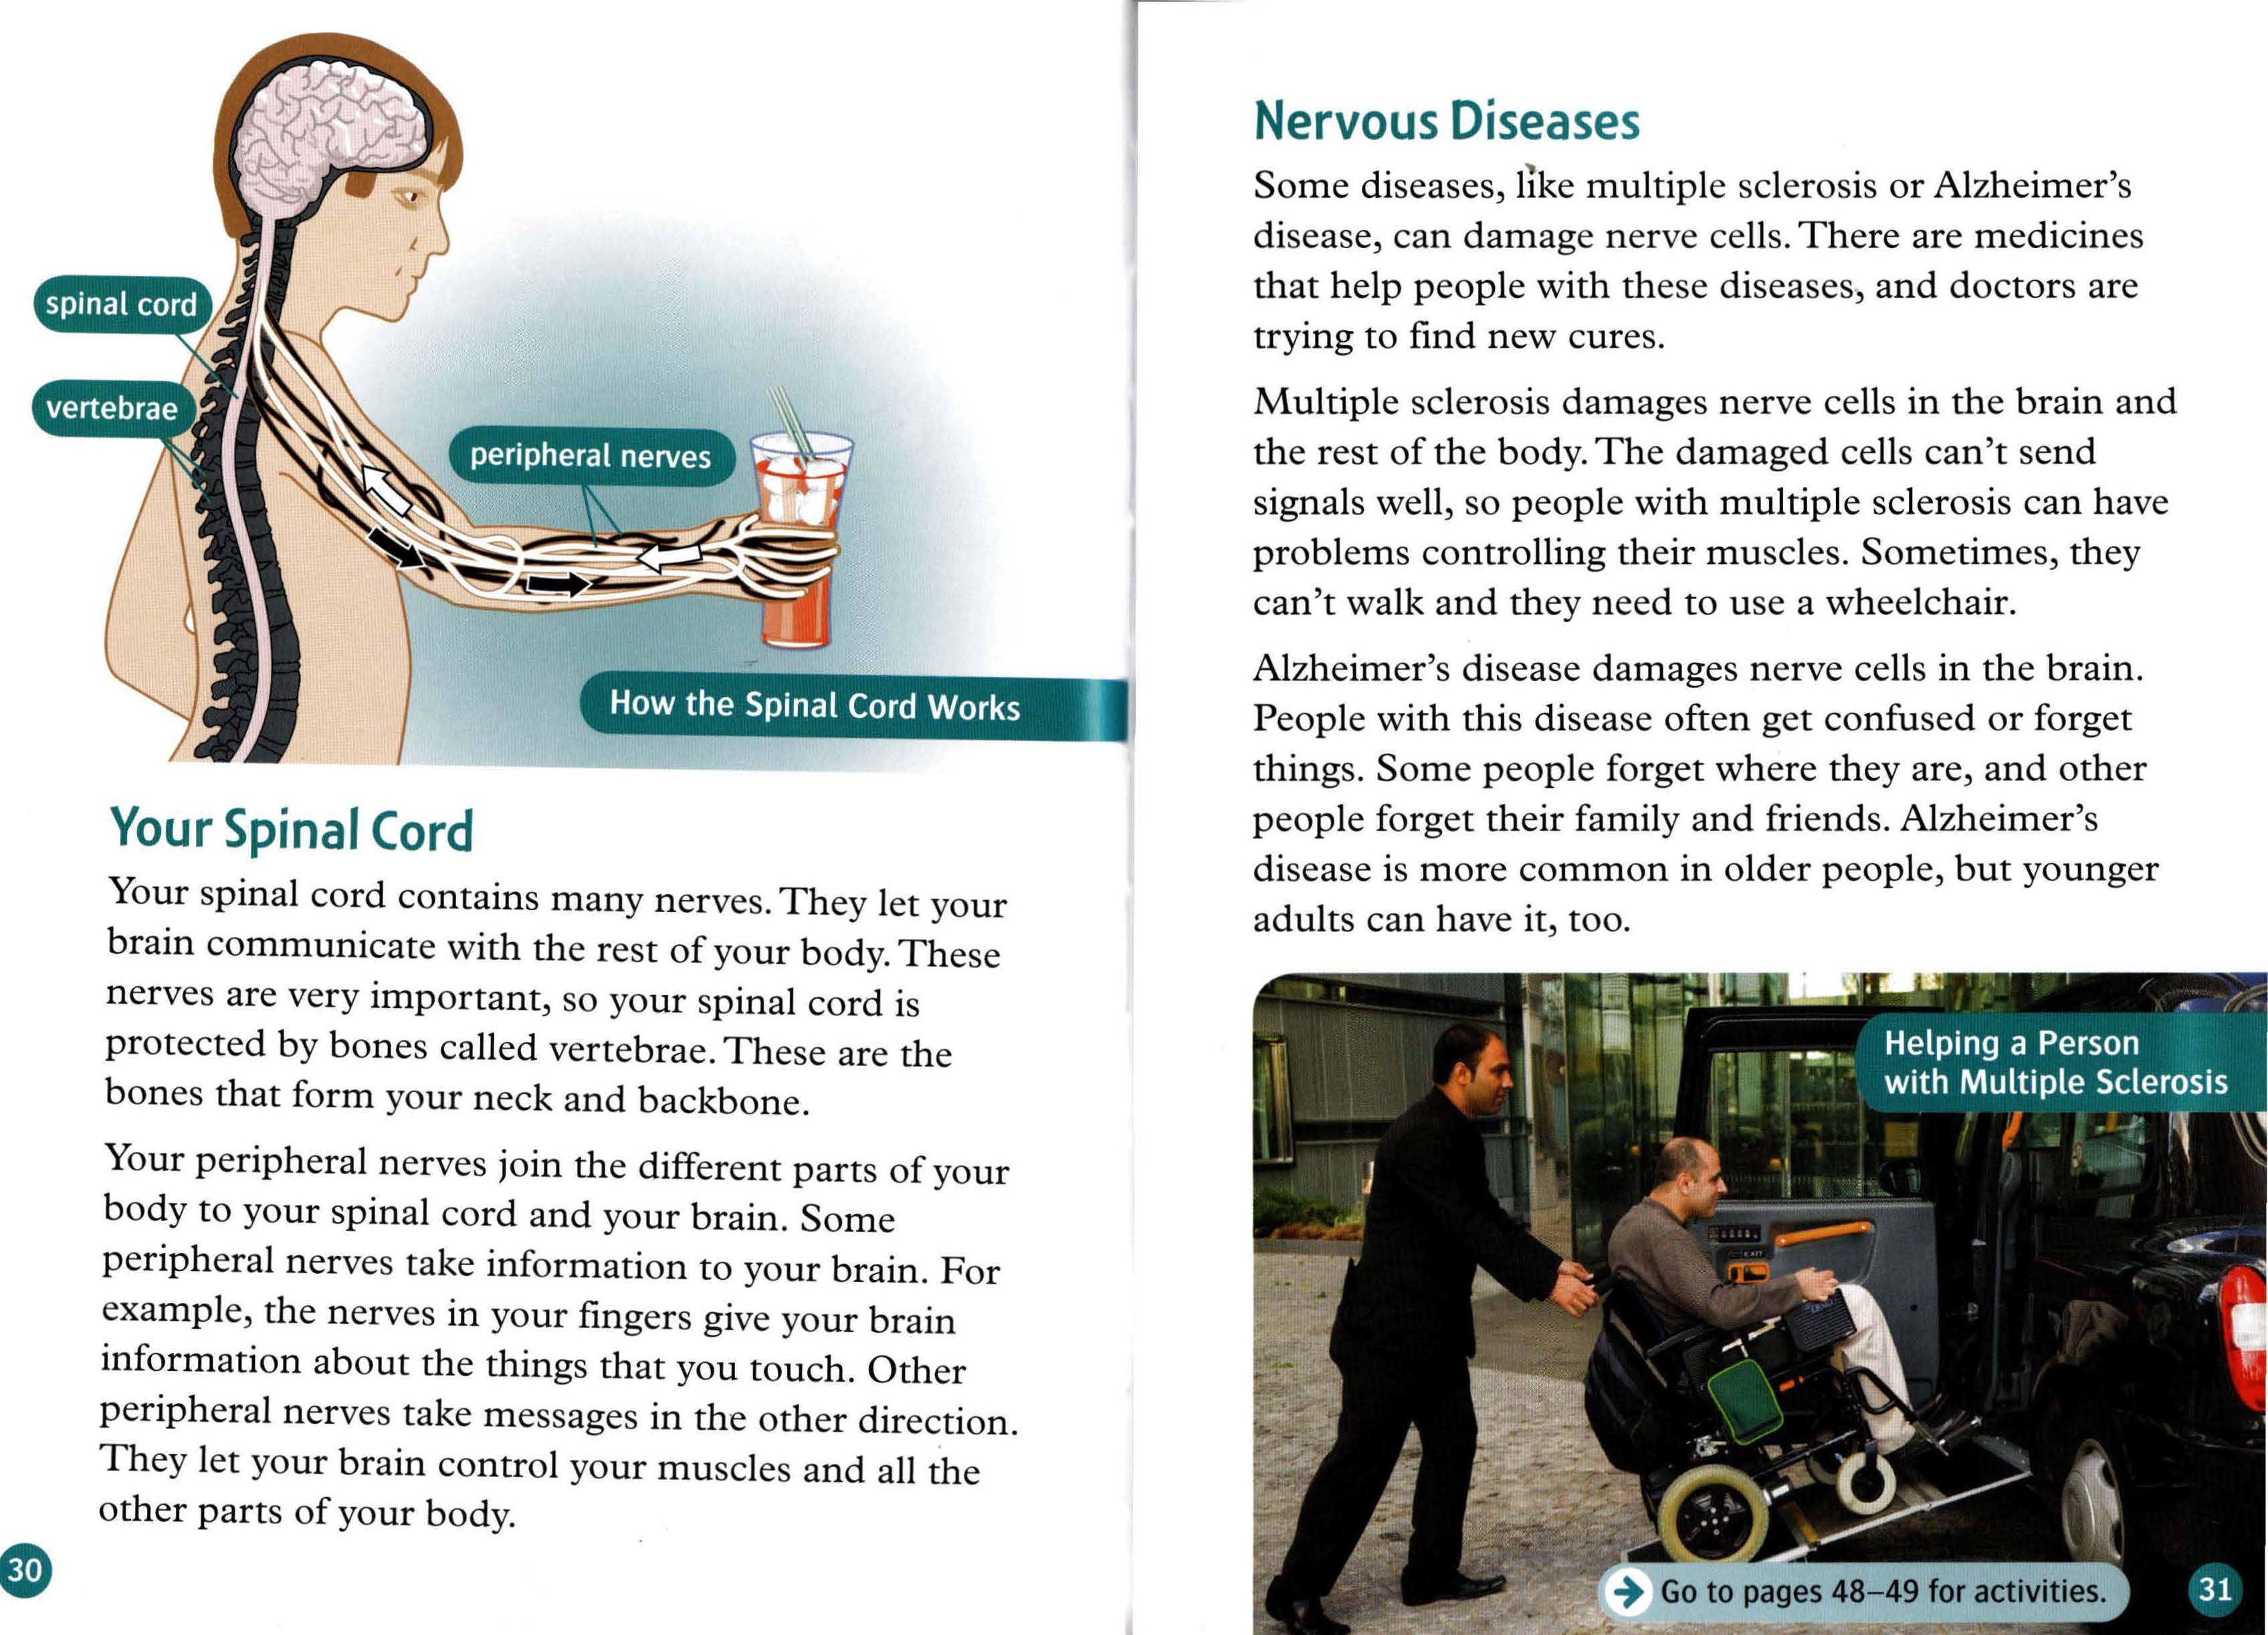 spinal cord
vertebrae
peripheral nerves
How the Spinal Cord Works
Your Spinal Cord
Your spinal cord contains many nerves. They let your
brain communicate with the rest of your body. These
nerves are very important, so your spinal cord is
protected by bones called vertebrae. These are the
bones that form your neck and backbone.
Your peripheral nerves join the different parts of your
body to your spinal cord and your brain. Some
peripheral nerves take information to your brain. For
example, the nerves in your fingers give your brain
information about the things that you touch. Other
peripheral nerves take messages in the other direction.
They let your brain control your muscles and all the
other parts of your body.
30
Nervous Diseases
Some diseases, like multiple sclerosis or Alzheimer's
disease, can damage nerve cells. There are medicines
that help people with these diseases, and doctors are
trying to find new cures.
Multiple sclerosis damages nerve cells in the brain and
the rest of the body. The damaged cells can't send
signals well, so people with multiple sclerosis can have
problems controlling their muscles. Sometimes, they
can't walk and they need to use a wheelchair.
Alzheimer's disease damages nerve cells in the brain.
People with this disease often get confused or forget
things. Some people forget where they are, and other
people forget their family and friends. Alzheimer's
disease is more common in older people, but younger
adults can have it, too.
Helping a Person
with Multiple Sclerosis
EXIT
Go to pages 48–49 for activities.
31